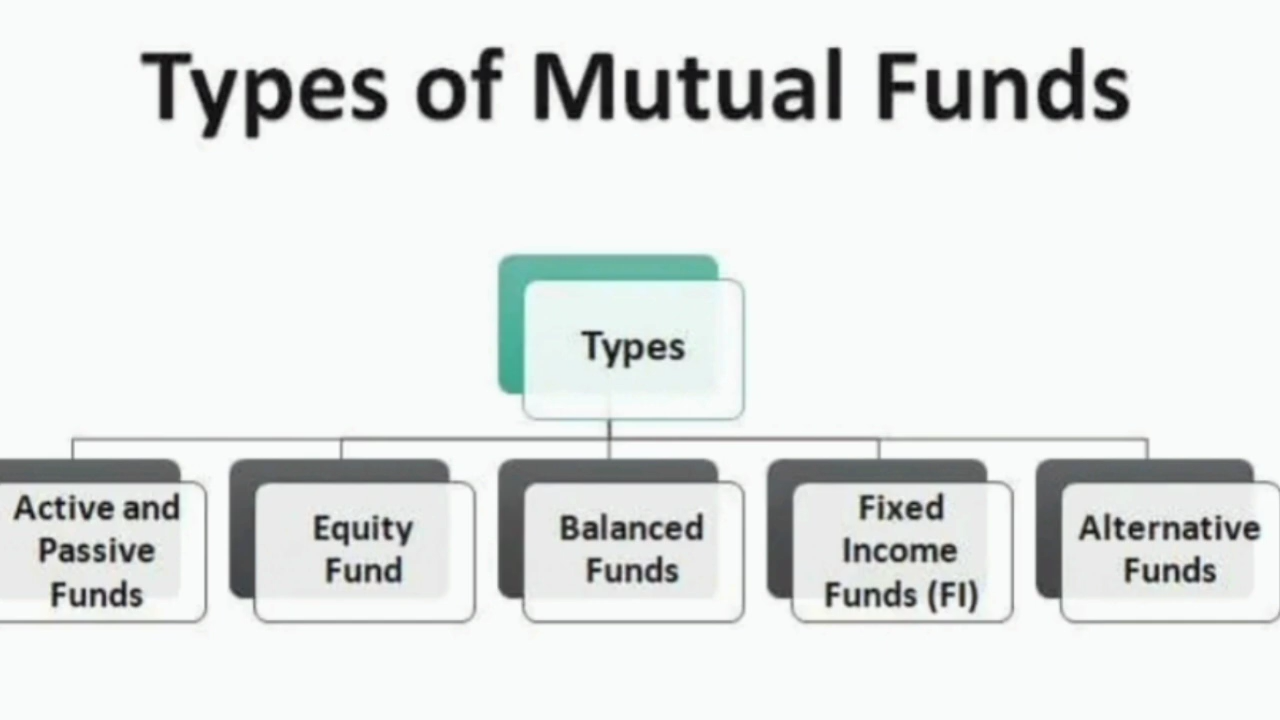 Types of Mutual Funds
Types
Active and
Passive
Funds
Equity
Fund
Balanced
Funds
Fixed
Income
Funds (FI)
Alternative
Funds